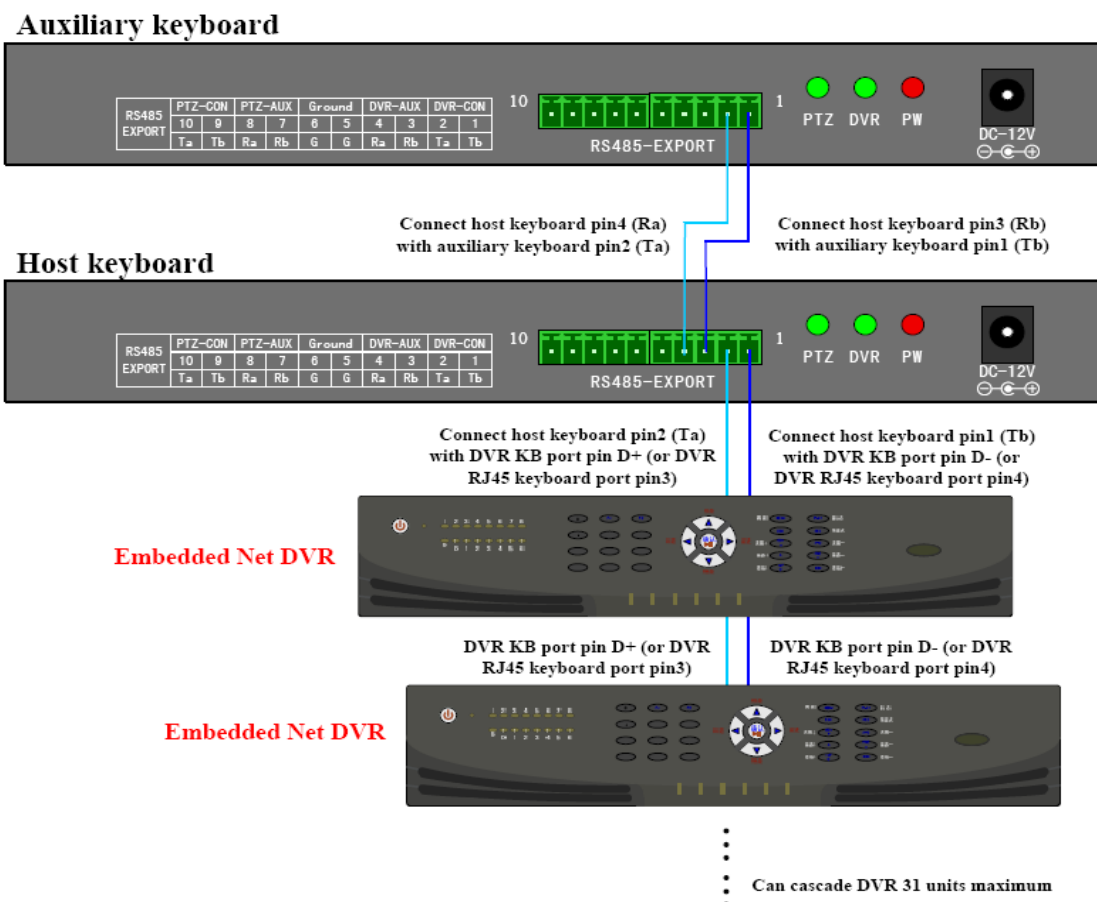 Auxiliary keyboard
RS485 EXPORT
PTZ-CON PTZ-AUX Ground DVR-AUX DVR-CON
10 9 8 7 6 5 4 3 2 1
Ta Tb Ra Rb G G Ra Rb Ta Tb
10
1
RS485-EXPORT
PTZ DVR PW
DC-12V
Connect host keyboard pin4 (Ra)
with auxiliary keyboard pin2 (Ta)
Connect host keyboard pin3 (Rb)
with auxiliary keyboard pin1 (Tb)
Host keyboard
RS485 EXPORT
PTZ-CON PTZ-AUX Ground DVR-AUX DVR-CON
10 9 8 7 6 5 4 3 2 1
Ta Tb Ra Rb G G Ra Rb Ta Tb
10
1
RS485-EXPORT
PTZ DVR PW
DC-12V
Connect host keyboard pin2 (Ta)
with DVR KB port pin D+ (or DVR
RJ45 keyboard port pin3)
Connect host keyboard pin1 (Tb)
with DVR KB port pin D- (or
DVR RJ45 keyboard port pin4)
Embedded Net DVR
DVR KB port pin D+ (or DVR
RJ45 keyboard port pin3)
DVR KB port pin D- (or DVR
RJ45 keyboard port pin4)
Embedded Net DVR
Can cascade DVR 31 units maximum